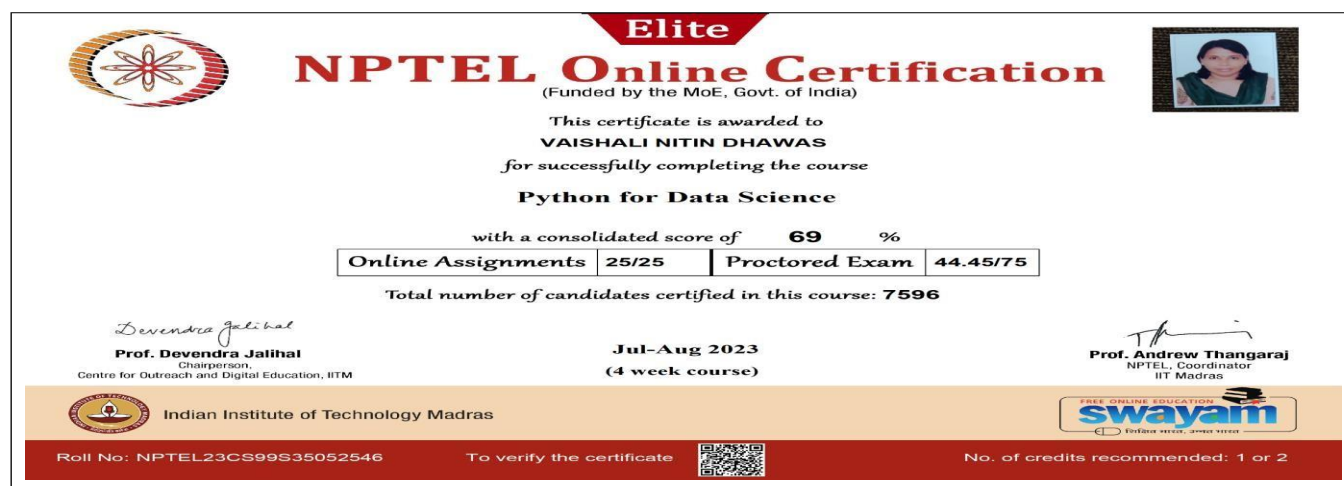 Elite
NPTEL Online Certification
(Funded by the MoE, Govt. of India)
This certificate is awarded to
VAISHALI NITIN DHAWAS
for successfully completing the course
Python for Data Science
with a consolidated score of 69 %
Online Assignments 25/25 Proctored Exam 44.45/75
Total number of candidates certified in this course: 7596
Devendra Jalihal
Prof. Devendra Jalihal
Chairperson,
Centre for Outreach and Digital Education, IITM
Jul-Aug 2023
(4 week course)
Prof. Andrew Thangaraj
NPTEL, Coordinator
IIT Madras
Indian Institute of Technology Madras
FREE ONLINE EDUCATION
swayam
शिक्षित भारत, उन्नत भारत
Roll No: NPTEL23CS99S35052546 To verify the certificate No. of credits recommended: 1 or 2